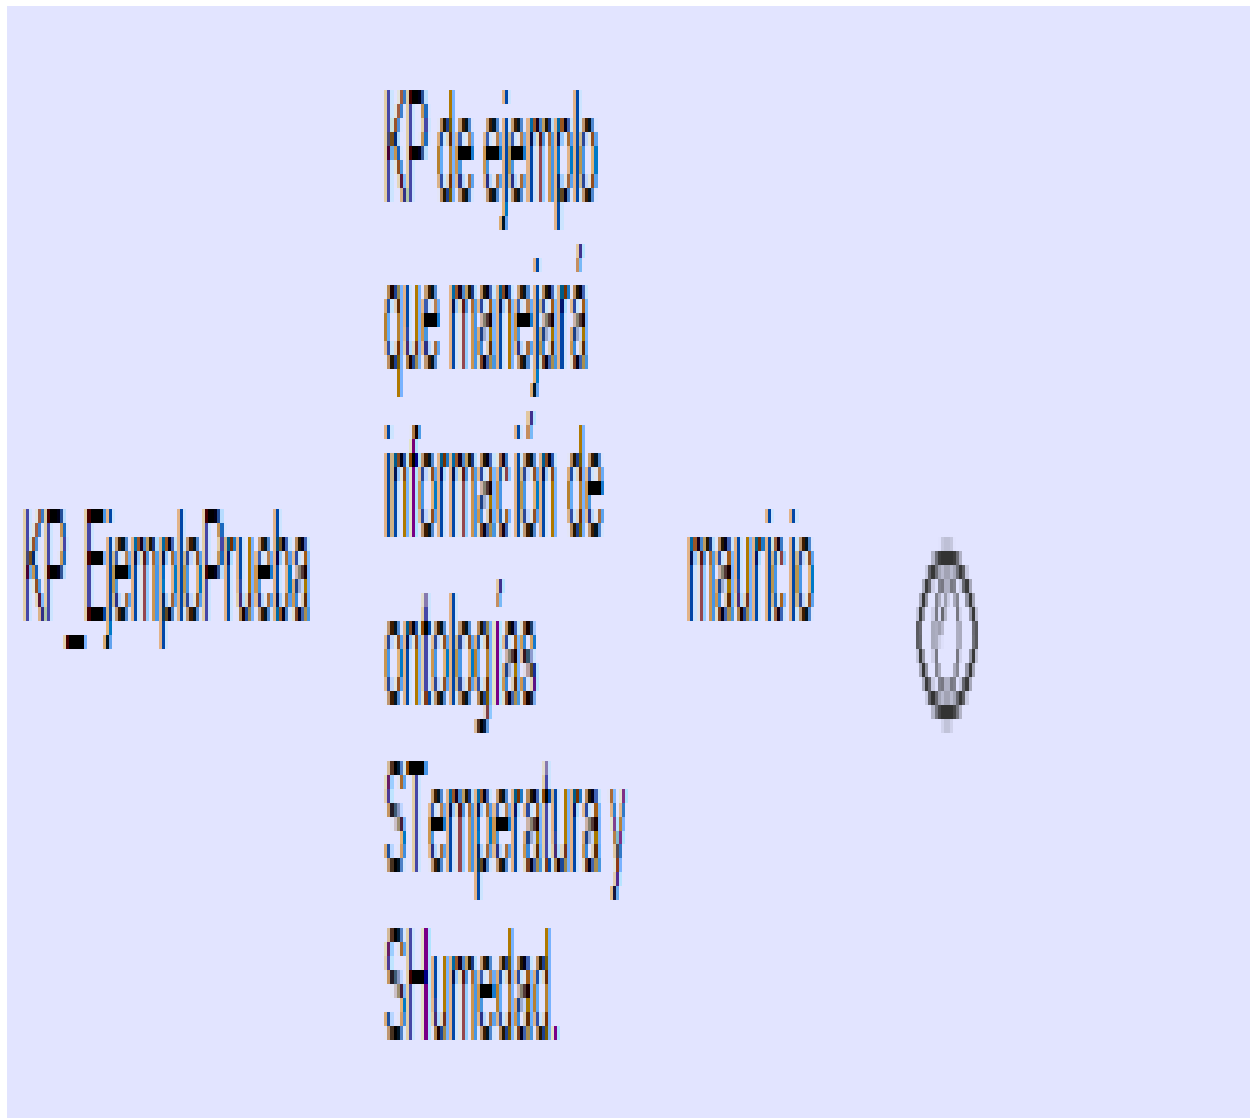 KP_EjemploPrueba
KP de ejemplo
que manejará
información de
ontologías
STemperatura y
SHumedad.
mauricio